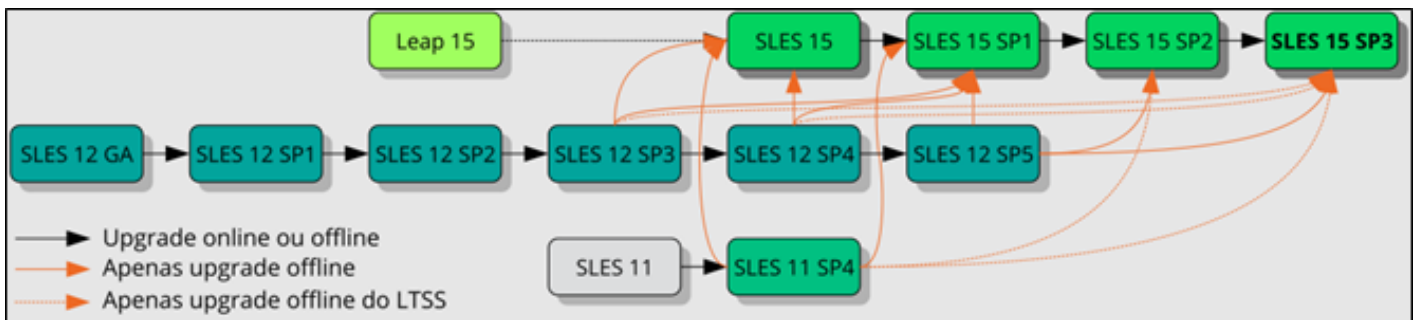 Leap 15
SLES 15
SLES 15 SP1
SLES 15 SP2
SLES 15 SP3
SLES 12 GA
SLES 12 SP1
SLES 12 SP2
SLES 12 SP3
SLES 12 SP4
SLES 12 SP5
Upgrade online ou offline
Apenas upgrade offline
Apenas upgrade offline do LTSS
SLES 11
SLES 11 SP4